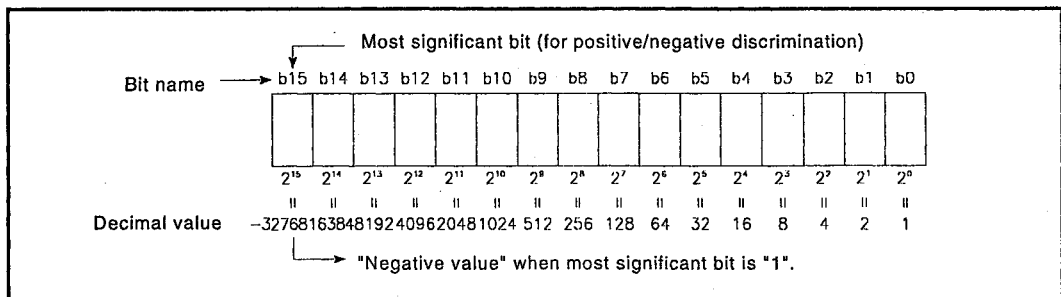 Most significant bit (for positive/negative discrimination)
Bit name b15 b14 b13 b12 b11 b10 b9 b8 b7 b6 b5 b4 b3 b2 b1 b0
2¹⁵ 2¹⁴ 2¹³ 2¹² 2¹¹ 2¹⁰ 2⁹ 2⁸ 2⁷ 2⁶ 2⁵ 2⁴ 2³ 2² 2¹ 2⁰
= = = = = = = = = = = = = = = =
Decimal value −32768 16384 8192 4096 2048 1024 512 256 128 64 32 16 8 4 2 1
"Negative value" when most significant bit is "1".